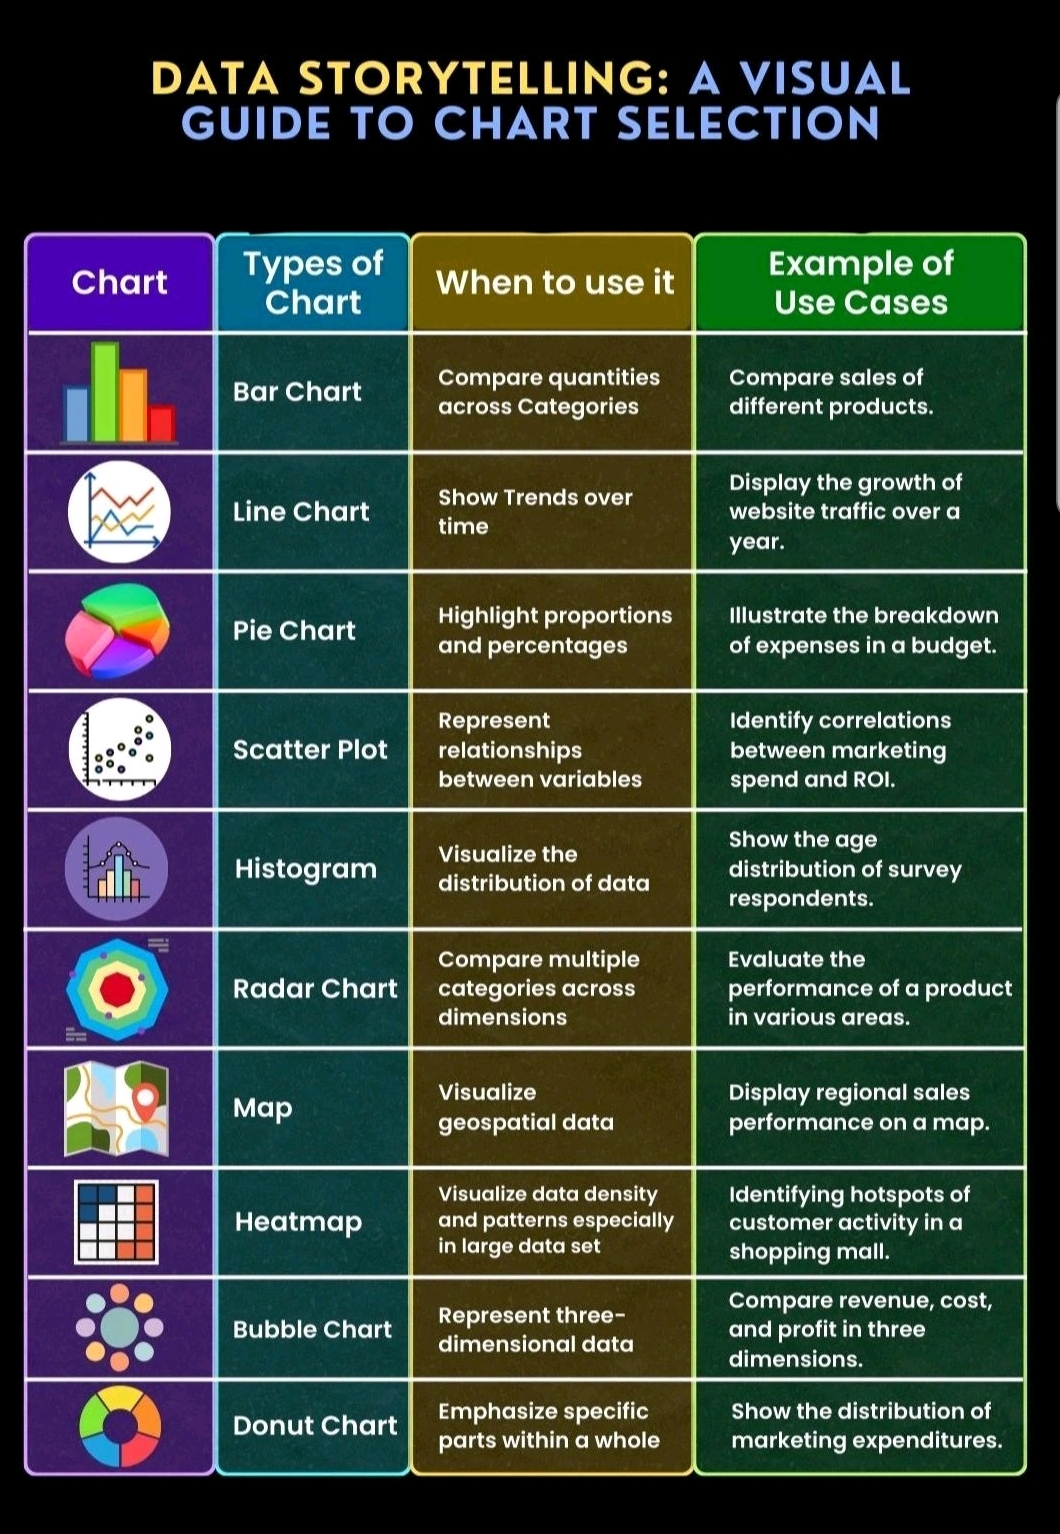 DATA STORYTELLING: A VISUAL
GUIDE TO CHART SELECTION
Chart
Types of
Chart
When to use it
Example of
Use Cases
Bar Chart
Compare quantities
across Categories
Compare sales of
different products.
Line Chart
Show Trends over
time
Display the growth of
website traffic over a
year.
Pie Chart
Highlight proportions
and percentages
Illustrate the breakdown
of expenses in a budget.
Scatter Plot
Represent
relationships
between variables
Identify correlations
between marketing
spend and ROI.
Histogram
Visualize the
distribution of data
Show the age
distribution of survey
respondents.
Radar Chart
Compare multiple
categories across
dimensions
Evaluate the
performance of a product
in various areas.
Map
Visualize
geospatial data
Display regional sales
performance on a map.
Heatmap
Visualize data density
and patterns especially
in large data set
Identifying hotspots of
customer activity in a
shopping mall.
Bubble Chart
Represent three-
dimensional data
Compare revenue, cost,
and profit in three
dimensions.
Donut Chart
Emphasize specific
parts within a whole
Show the distribution of
marketing expenditures.